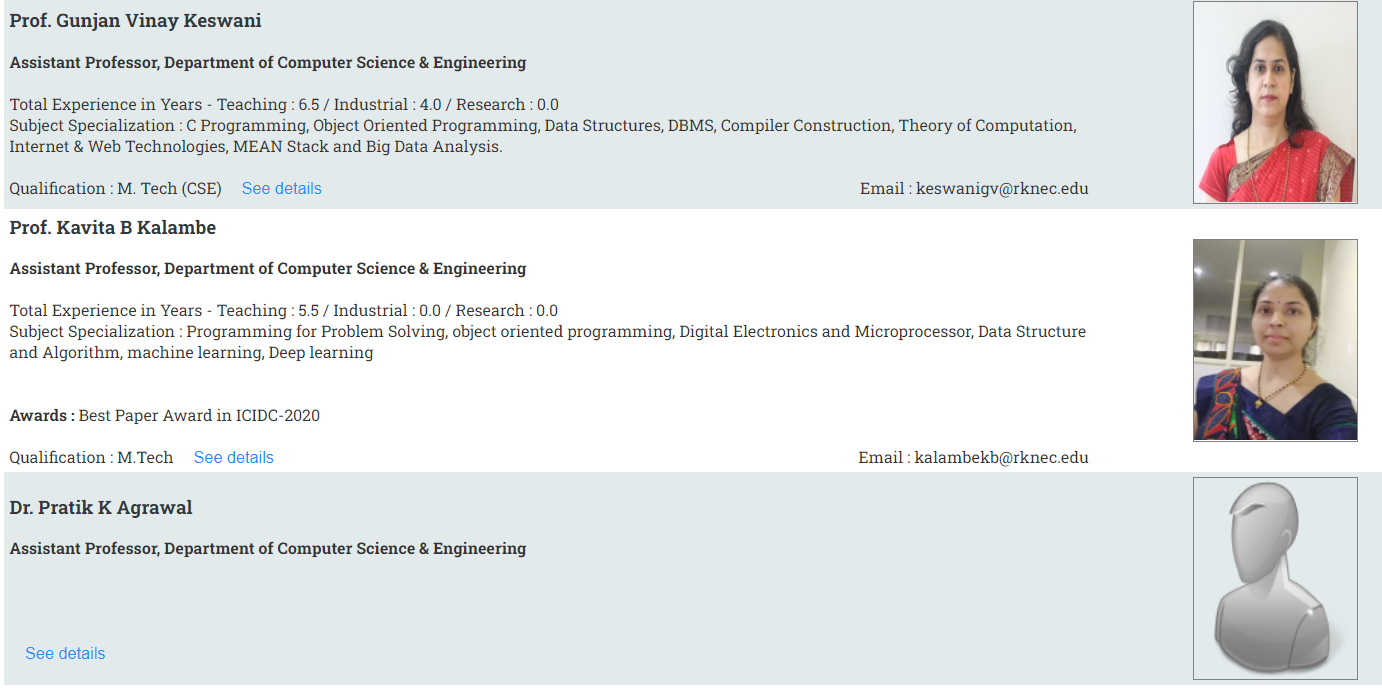 Prof. Gunjan Vinay Keswani
Assistant Professor, Department of Computer Science & Engineering
Total Experience in Years - Teaching : 6.5 / Industrial : 4.0 / Research : 0.0
Subject Specialization : C Programming, Object Oriented Programming, Data Structures, DBMS, Compiler Construction, Theory of Computation,
Internet & Web Technologies, MEAN Stack and Big Data Analysis.
Qualification : M. Tech (CSE) See details Email : keswanigv@rknec.edu
Prof. Kavita B Kalambe
Assistant Professor, Department of Computer Science & Engineering
Total Experience in Years - Teaching : 5.5 / Industrial : 0.0 / Research : 0.0
Subject Specialization : Programming for Problem Solving, object oriented programming, Digital Electronics and Microprocessor, Data Structure
and Algorithm, machine learning, Deep learning
Awards : Best Paper Award in ICIDC-2020
Qualification : M.Tech See details Email : kalambekb@rknec.edu
Dr. Pratik K Agrawal
Assistant Professor, Department of Computer Science & Engineering
See details